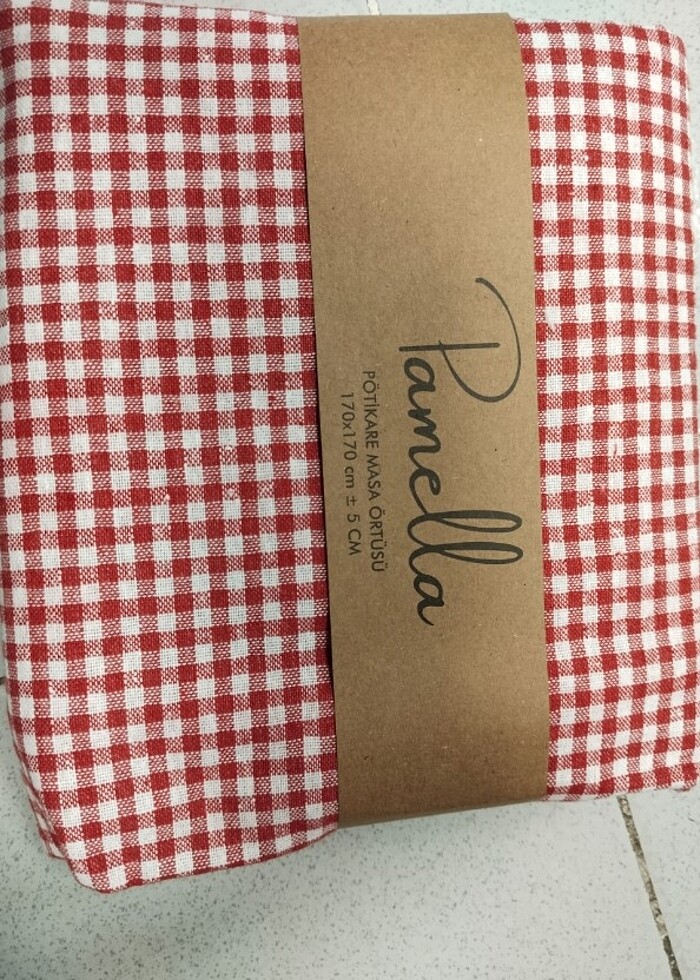 Pamella
PÖTİKARE MASA ÖRTÜSÜ
170x170 cm ± 5 CM